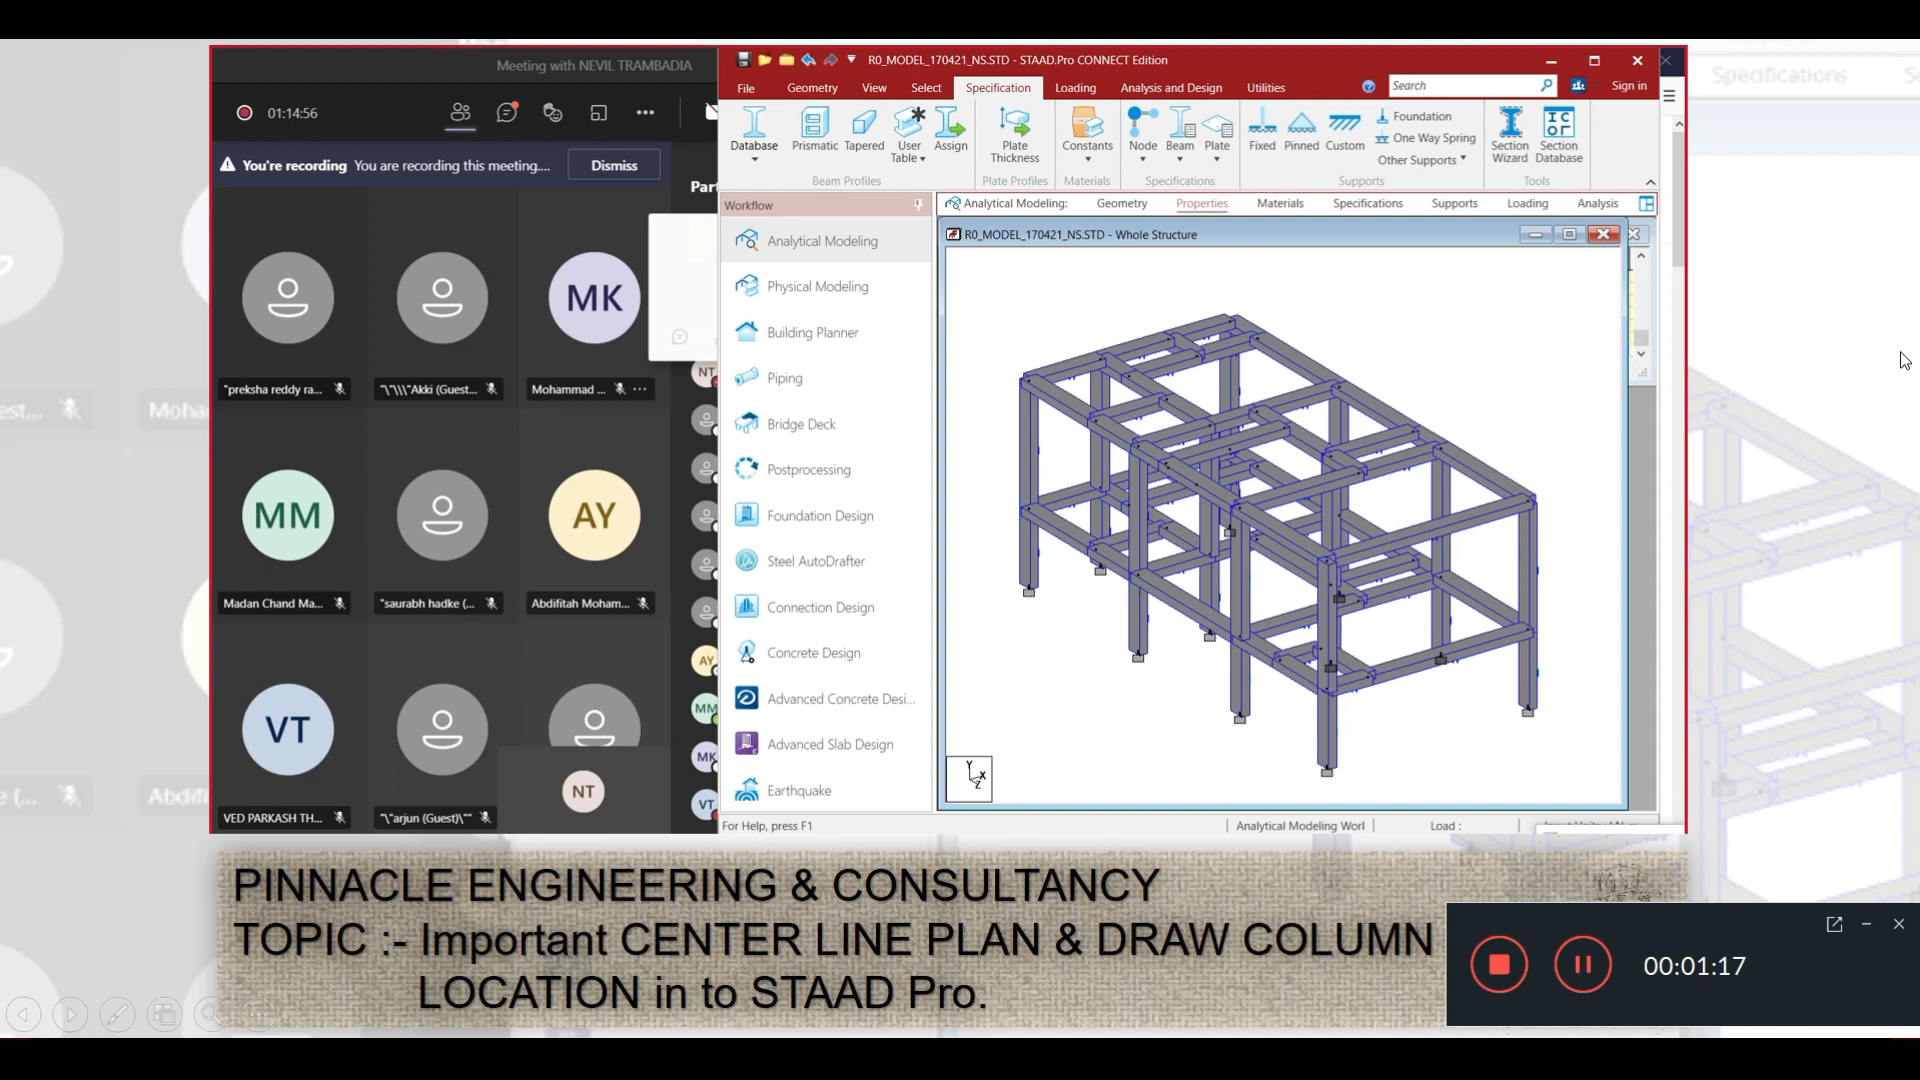 Meeting with NEVIL TRAMBADIA
01:14:56
You're recording You are recording this meeting.... Dismiss
Part
MK
"preksha reddy ra...
"\"\\\"Akki (Guest...
Mohammad ...
NT
MM
AY
Madan Chand Ma...
"saurabh hadke (...
Abdifitah Moham...
AY
MM
MK
VT
VT
NT
VED PARKASH TH...
"\"arjun (Guest)\""
R0_MODEL_170421_NS.STD - STAAD.Pro CONNECT Edition
File Geometry View Select Specification Loading Analysis and Design Utilities Search Sign in
Database Prismatic Tapered User Table Assign
Beam Profiles
Plate Thickness
Plate Profiles
Constants
Materials
Node Beam Plate
Specifications
Fixed Pinned Custom
Foundation
One Way Spring
Other Supports
Supports
Section Wizard
Section Database
Tools
Workflow
Analytical Modeling: Geometry Properties Materials Specifications Supports Loading Analysis
R0_MODEL_170421_NS.STD - Whole Structure
Analytical Modeling
Physical Modeling
Building Planner
Piping
Bridge Deck
Postprocessing
Foundation Design
Steel AutoDrafter
Connection Design
Concrete Design
Advanced Concrete Desi...
Advanced Slab Design
Earthquake
Y
X
Z
For Help, press F1
Analytical Modeling Worl
Load :
PINNACLE ENGINEERING & CONSULTANCY
TOPIC :- Important CENTER LINE PLAN & DRAW COLUMN
LOCATION in to STAAD Pro.
00:01:17
Specifications